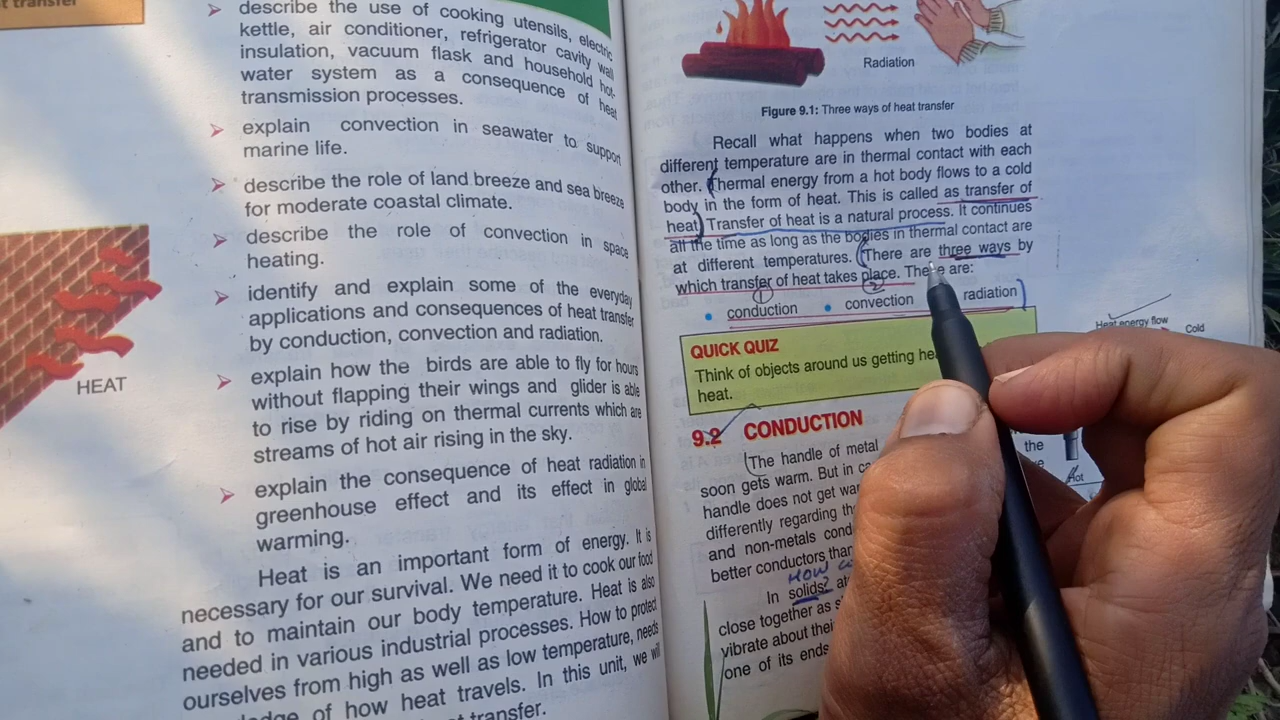 t transfer
describe the use of cooking utensils, electric
kettle, air conditioner, refrigerator cavity wall
insulation, vacuum flask and household hot-
water system as a consequence of heat
transmission processes.
explain convection in seawater to support
marine life.
describe the role of land breeze and sea breeze
for moderate coastal climate.
describe the role of convection in space
heating.
identify and explain some of the everyday
applications and consequences of heat transfer
by conduction, convection and radiation.
explain how the birds are able to fly for hours
without flapping their wings and glider is able
to rise by riding on thermal currents which are
streams of hot air rising in the sky.
explain the consequence of heat radiation in
greenhouse effect and its effect in global
warming.
HEAT
Heat is an important form of energy. It is
necessary for our survival. We need it to cook our food
and to maintain our body temperature. Heat is also
needed in various industrial processes. How to protect
ourselves from high as well as low temperature, needs
of how heat travels. In this unit, we will
transfer.
Radiation
Figure 9.1: Three ways of heat transfer
Recall what happens when two bodies at
different temperature are in thermal contact with each
other. (Thermal energy from a hot body flows to a cold
body in the form of heat. This is called as transfer of
heat) Transfer of heat is a natural process. It continues
all the time as long as the bodies in thermal contact are
at different temperatures. (There are three ways by
which transfer of heat takes place. There are:
① ②
• conduction • convection radiation)
QUICK QUIZ
Think of objects around us getting
heat.
9.2 CONDUCTION
(The handle of metal
soon gets warm. But in
handle does not get
differently regarding
and non-metals
better conductors than
How
In solids?
close together as
vibrate about their
one of its ends
Heat energy flow
Cold
the
Hot